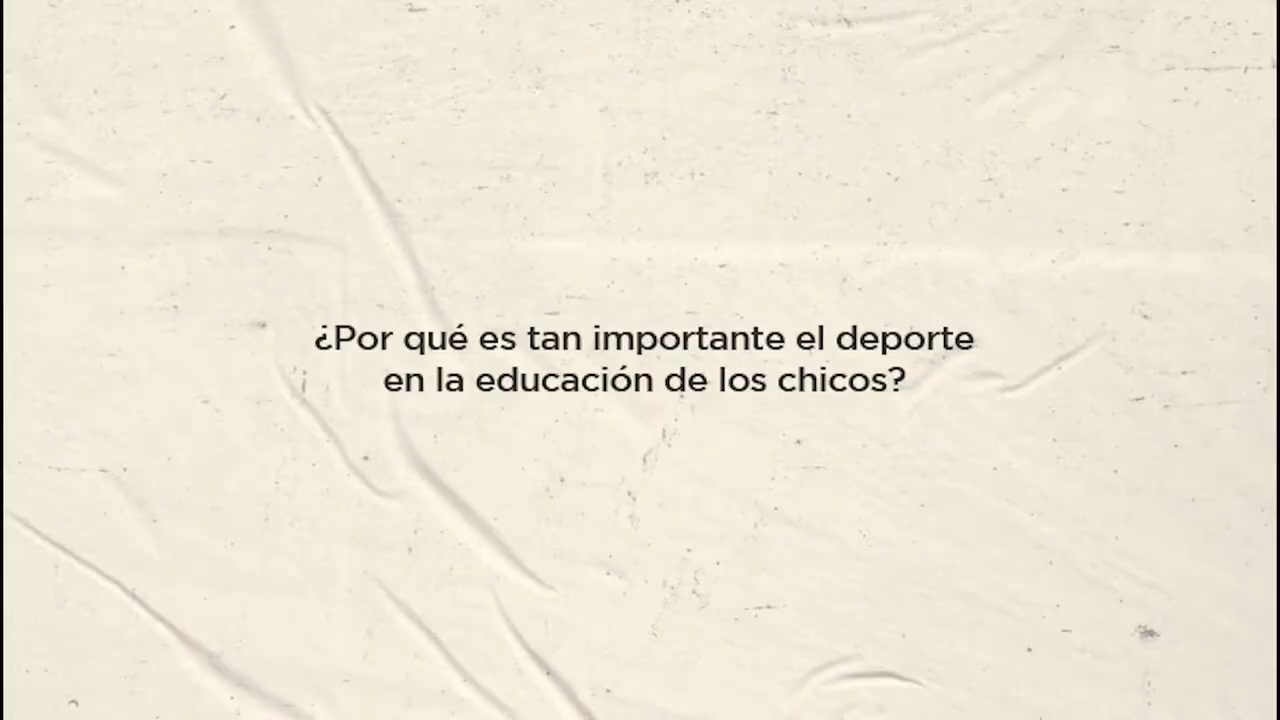 ¿Por qué es tan importante el deporte
en la educación de los chicos?